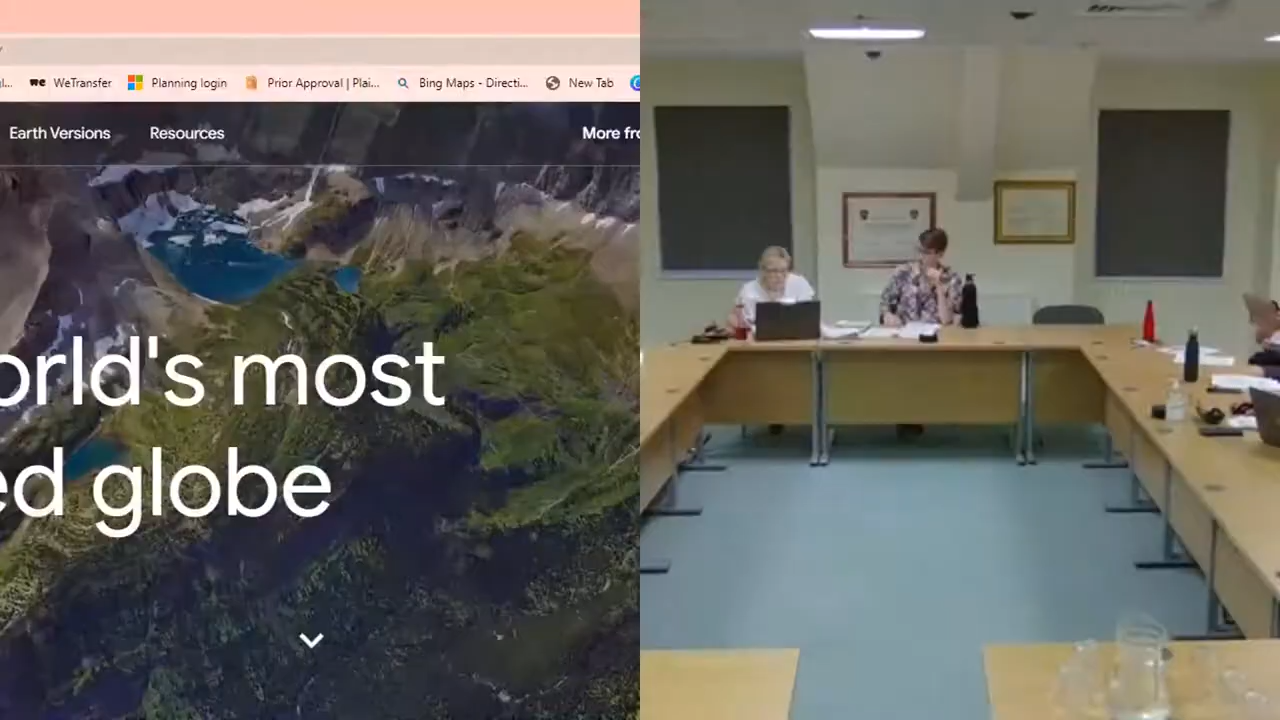 WeTransfer
Planning login
Prior Approval | Plai...
Bing Maps - Directi...
New Tab
Earth Versions
Resources
More fro
orld's most
ed globe